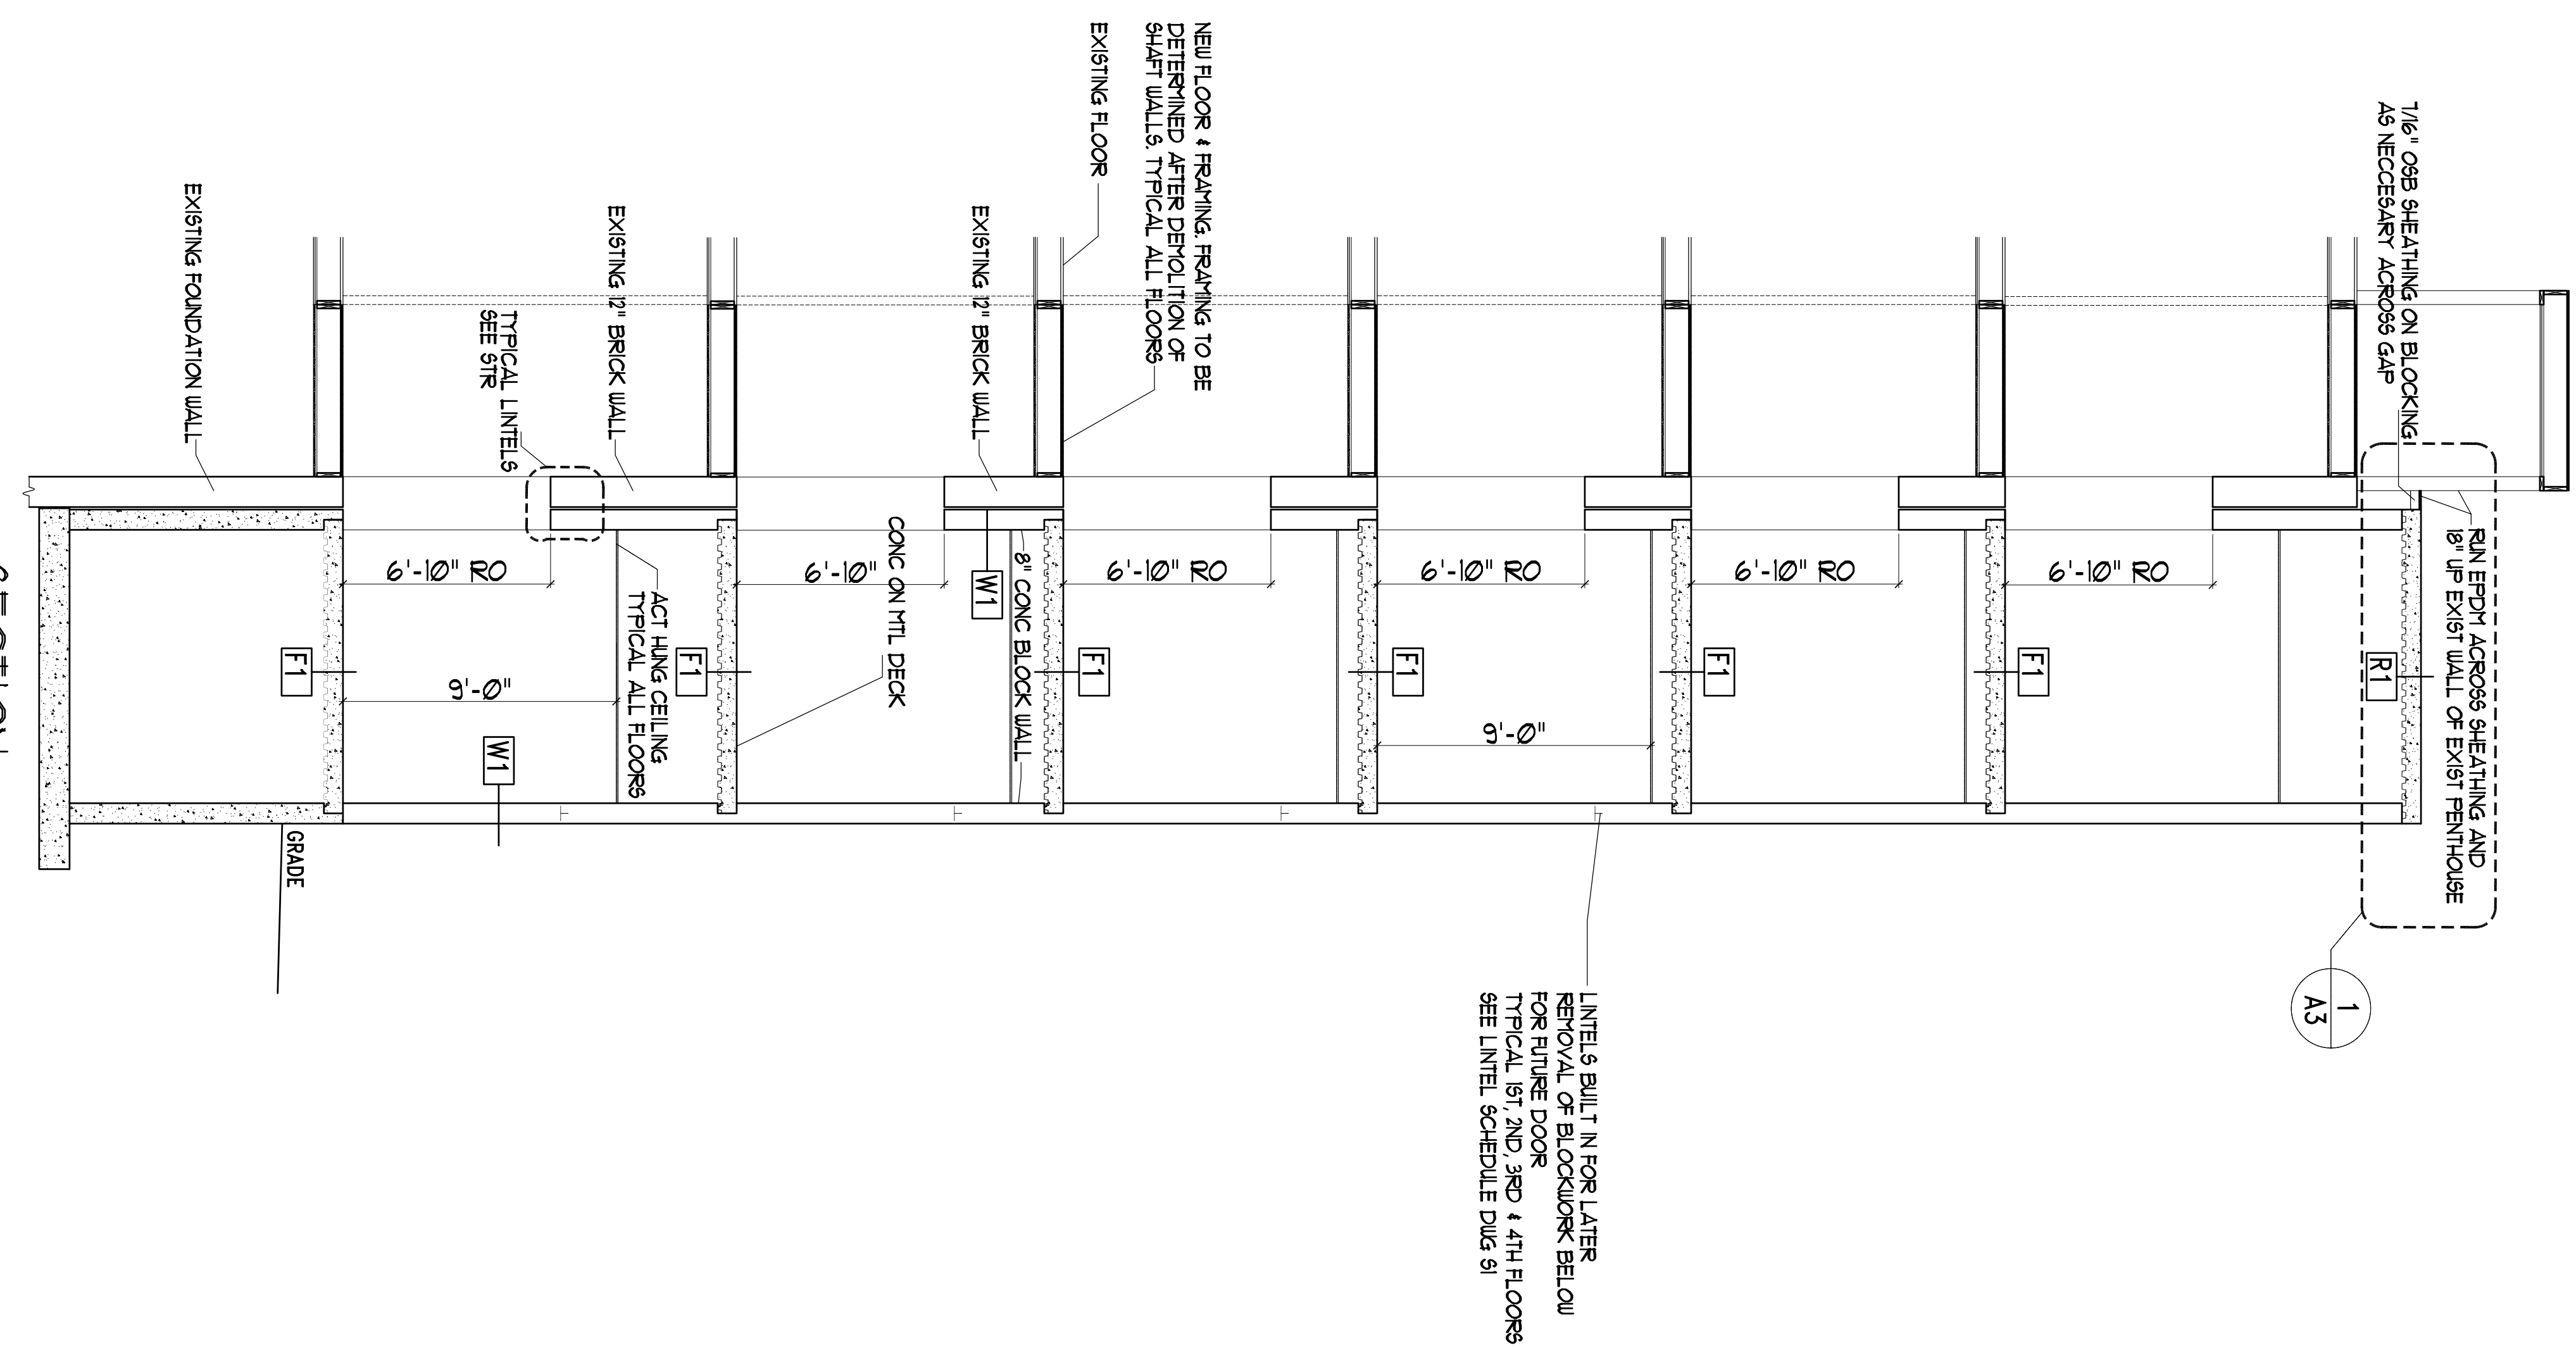 RUN EPDM ACROSS SHEATHING AND
18" UP EXIST WALL OF EXIST PENTHOUSE
7/16" OSB SHEATHING ON BLOCKING
AS NECCESARY ACROSS GAP
R1
1
A3
6'-10" RO
F1
6'-10" RO
F1
6'-10" RO
9'-0"
LINTELS BUILT IN FOR LATER
REMOVAL OF BLOCKWORK BELOW
FOR FUTURE DOOR
TYPICAL 1ST, 2ND, 3RD & 4TH FLOORS
SEE LINTEL SCHEDULE DWG S1
F1
NEW FLOOR & FRAMING. FRAMING TO BE
DETERMINED AFTER DEMOLITION OF
SHAFT WALLS. TYPICAL ALL FLOORS
EXISTING FLOOR
6'-10" RO
F1
8" CONC BLOCK WALL
EXISTING 12" BRICK WALL
W1
CONC ON MTL DECK
6'-10"
F1
ACT HUNG CEILING
TYPICAL ALL FLOORS
EXISTING 12" BRICK WALL
TYPICAL LINTELS
SEE STR
W1
9'-0"
6'-10" RO
F1
GRADE
EXISTING FOUNDATION WALL